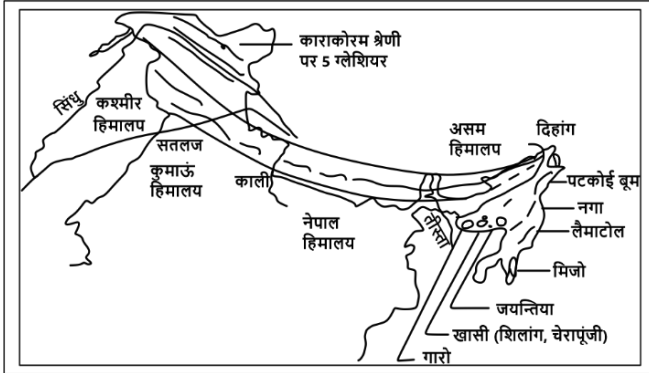 काराकोरम श्रेणी
पर 5 ग्लेशियर
सिंधु
कश्मीर
हिमालप
सतलज
कुमाऊं
हिमालय
काली
नेपाल
हिमालय
असम
हिमालप
दिहांग
तीस्ता
पटकोई बूम
नगा
लैमाटोल
मिजो
जयन्तिया
खासी (शिलांग, चेरापूंजी)
गारो